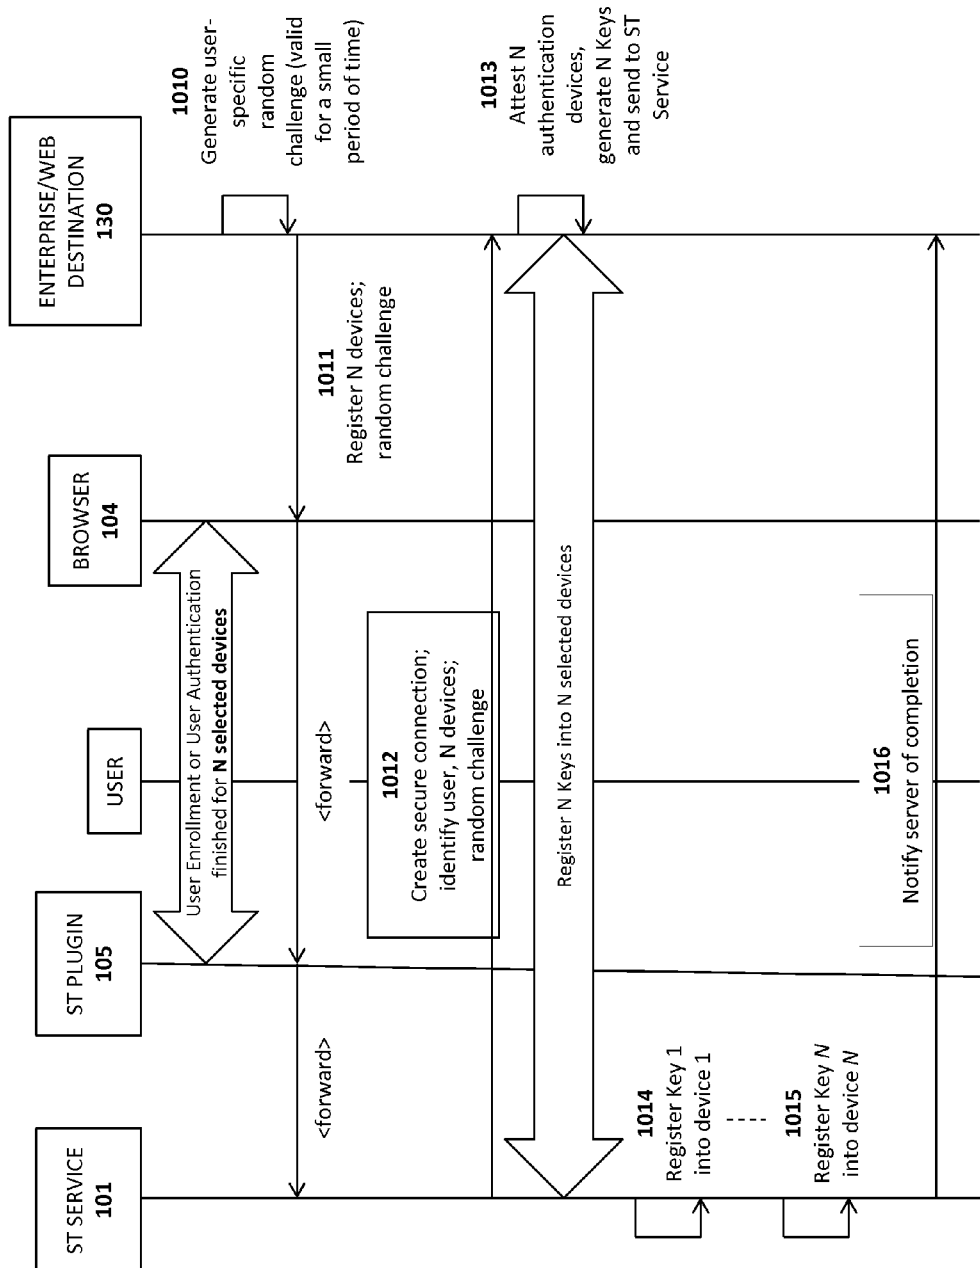 ST SERVICE
101
ST PLUGIN
105
USER
BROWSER
104
ENTERPRISE/WEB
DESTINATION
130
User Enrollment or User Authentication
finished for N selected devices
1010
Generate user-
specific
random
challenge (valid
for a small
period of time)
1011
Register N devices;
random challenge
<forward>
<forward>
1012
Create secure connection;
identify user, N devices;
random challenge
1013
Attest N
authentication
devices,
generate N Keys
and send to ST
Service
Register N Keys into N selected devices
1014
Register Key 1
into device 1
1015
Register Key N
into device N
1016
Notify server of completion